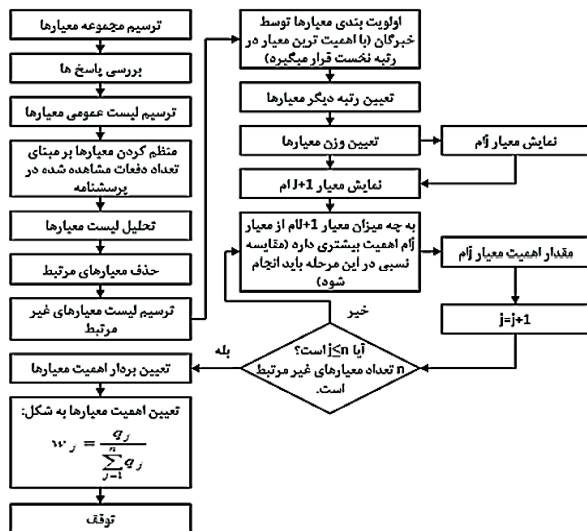 ترسیم مجموعه معیارها
بررسی پاسخ ها
ترسیم لیست عمومی معیارها
منظم کردن معیارها بر مبنای
تعداد دفعات مشاهده شده در
پرسشنامه
تحلیل لیست معیارها
حذف معیارهای مرتبط
ترسیم لیست معیارهای غیر
مرتبط
اولویت بندی معیارها توسط
خبرگان (با اهمیت ترین معیار در
رتبه نخست قرار میگیرد)
تعیین رتبه دیگر معیارها
تعیین وزن معیارها
نمایش معیار jام
نمایش معیار J+1 ام
به چه میزان معیار J+1ام از معیار
jام اهمیت بیشتری داره (مقایسه
نسبی در این مرحله باید انجام
شود)
مقدار اهمیت معیار jام
j=j+1
خیر
آیا j≤n است؟
n تعداد معیارهای غیر مرتبط
است.
بله
تعیین بردار اهمیت معیارها
تعیین اهمیت معیارها به شکل:
w_j = q_j / ∑_{j=1}^{n} q_j
توقف